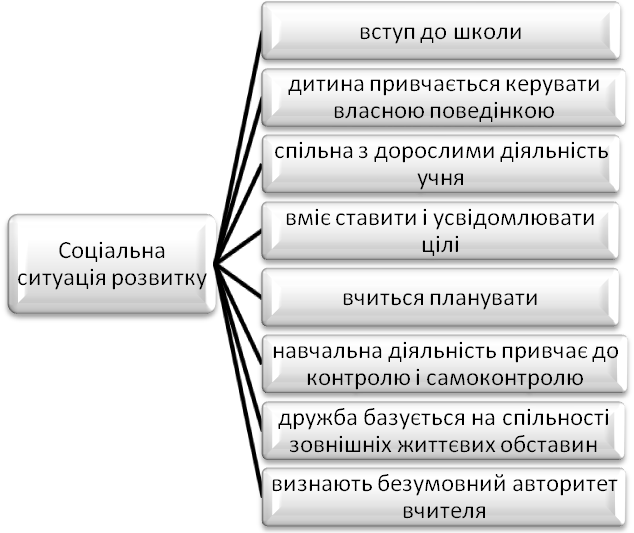 Соціальна
ситуація розвитку
вступ до школи
дитина привчається керувати
власною поведінкою
спільна з дорослими діяльність
учня
вміє ставити і усвідомлювати
цілі
вчиться планувати
навчальна діяльність привчає до
контролю і самоконтролю
дружба базується на спільності
зовнішніх життєвих обставин
визнають безумовний авторитет
вчителя